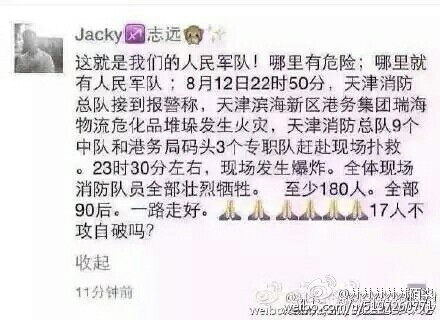 Jacky♐志远🙊✨
这就是我们的人民军队！哪里有危险；哪里就
有人民军队；8月12日22时50分，天津消防
总队接到报警称，天津滨海新区港务集团瑞海
物流危化品堆垛发生火灾，天津消防总队9个
中队和港务局码头3个专职队赶赴现场扑救
。23时30分左右，现场发生爆炸。全体现场
消防队员全部壮烈牺牲。 至少180人。全部
90后。一路走好。🙏🙏🙏🙏🙏🙏17人不
攻自破吗？
收起
11分钟前